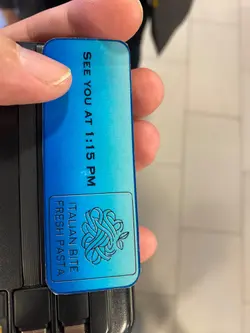 SEE YOU AT 1:15 PM
ITALIAN BITE
FRESH PASTA